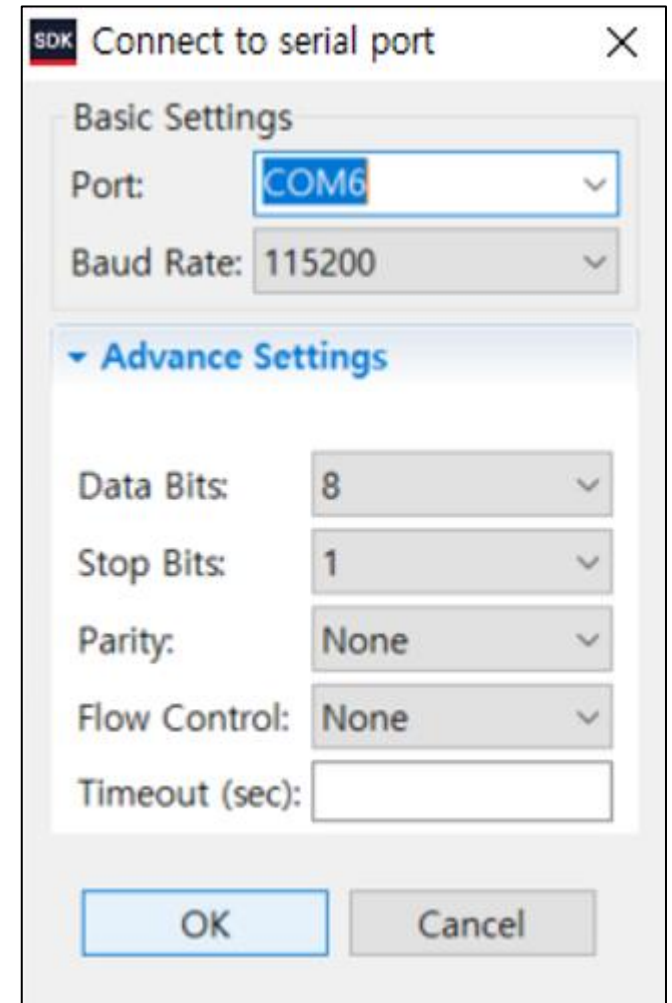 SDK Connect to serial port
Basic Settings
Port: COM6
Baud Rate: 115200
Advance Settings
Data Bits: 8
Stop Bits: 1
Parity: None
Flow Control: None
Timeout (sec):
OK Cancel